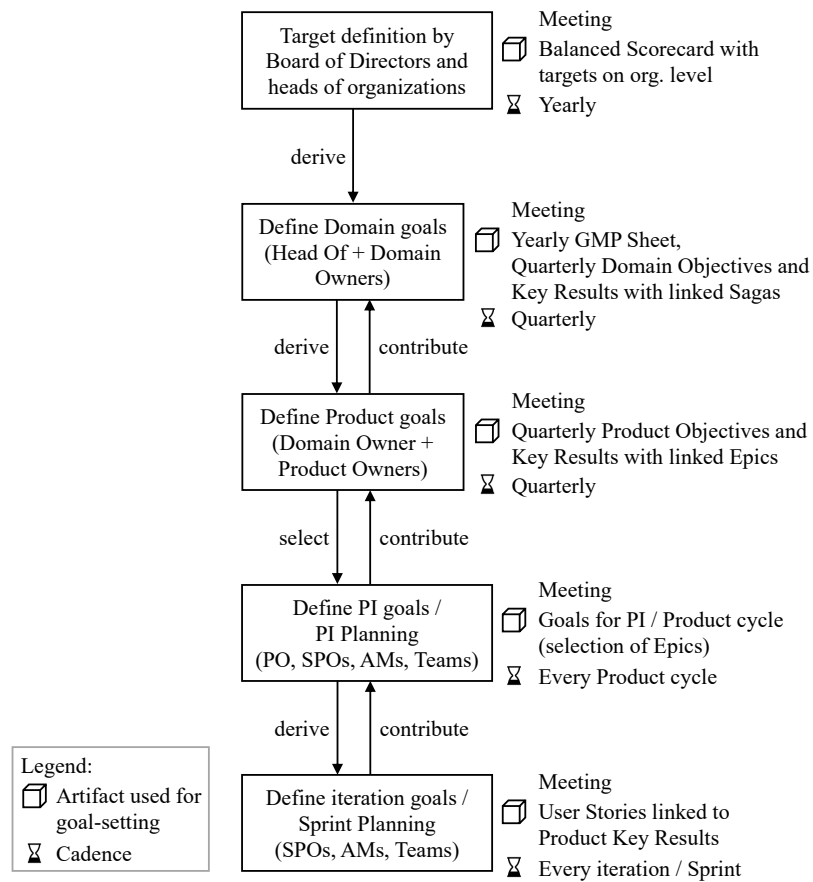 Target definition by
Board of Directors and
heads of organizations
Meeting
Balanced Scorecard with
targets on org. level
Yearly
derive
Define Domain goals
(Head Of + Domain
Owners)
Meeting
Yearly GMP Sheet,
Quarterly Domain Objectives and
Key Results with linked Sagas
Quarterly
derive
contribute
Define Product goals
(Domain Owner +
Product Owners)
Meeting
Quarterly Product Objectives and
Key Results with linked Epics
Quarterly
select
contribute
Define PI goals /
PI Planning
(PO, SPOs, AMs, Teams)
Meeting
Goals for PI / Product cycle
(selection of Epics)
Every Product cycle
derive
contribute
Define iteration goals /
Sprint Planning
(SPOs, AMs, Teams)
Meeting
User Stories linked to
Product Key Results
Every iteration / Sprint
Legend:
Artifact used for
goal-setting
Cadence